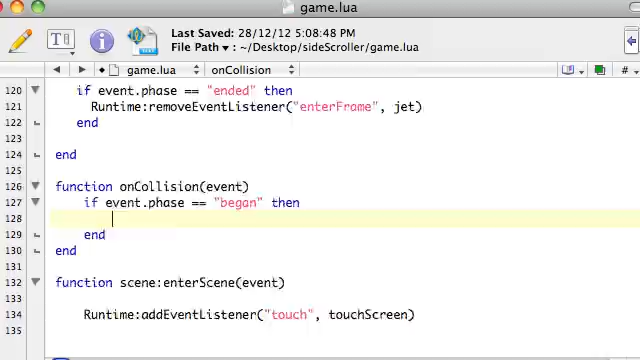 game.lua
Last Saved: 28/12/12 5:08:48 PM
File Path ▾: ~/Desktop/sideScroller/game.lua
T
i
LUA
game.lua
onCollision
#
120 if event.phase == "ended" then
121 Runtime:removeEventListener("enterFrame", jet)
122 end
123
124 end
125
126 function onCollision(event)
127 if event.phase == "began" then
128
129 end
130 end
131
132 function scene:enterScene(event)
133
134 Runtime:addEventListener("touch", touchScreen)
135